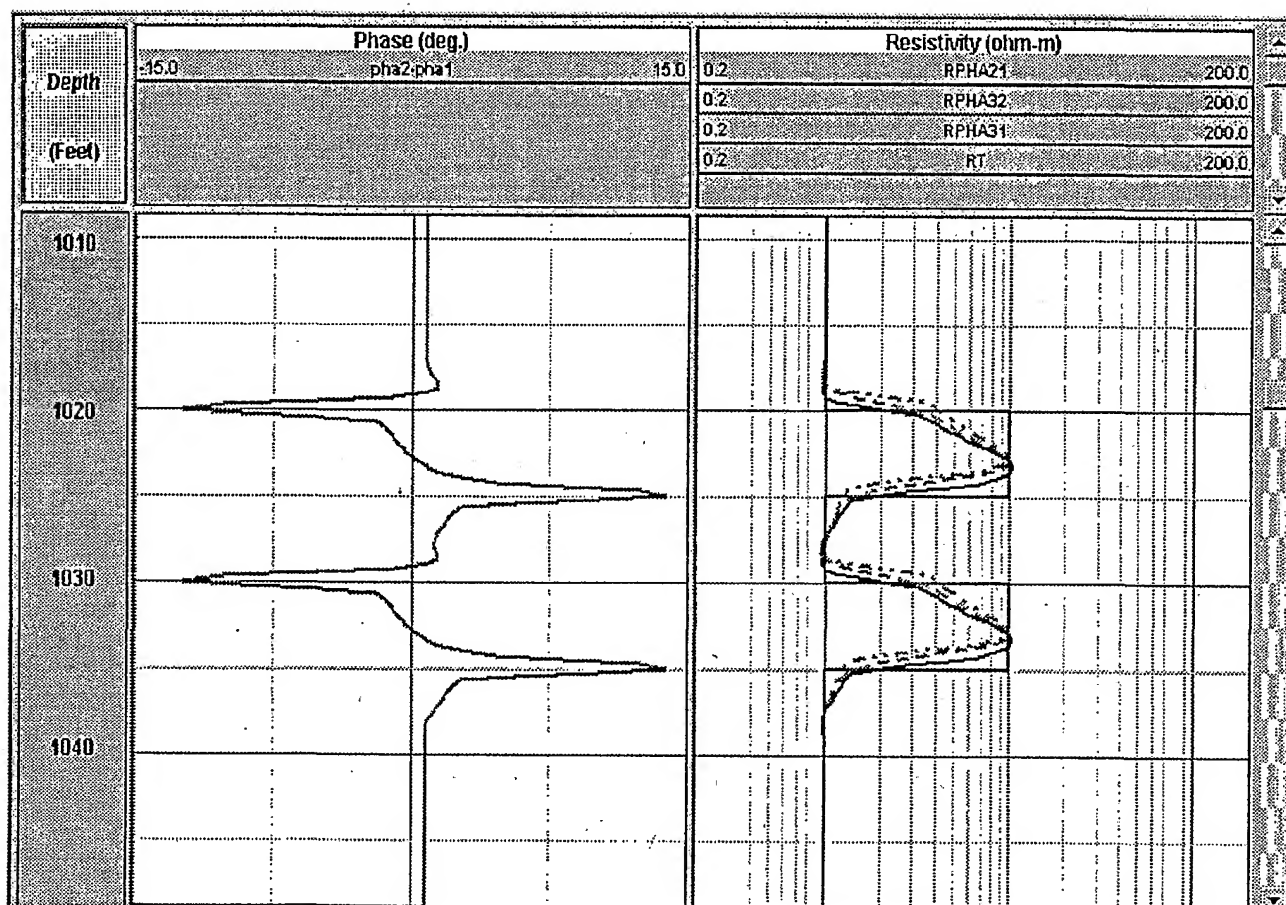 Depth
(Feet)
Phase (deg.)
-15.0 pha2-pha1 15.0
Resistivity (ohm-m)
0.2 RPHA21 200.0
0.2 RPHA32 200.0
0.2 RPHA31 200.0
0.2 RT 200.0
1010
1020
1030
1040